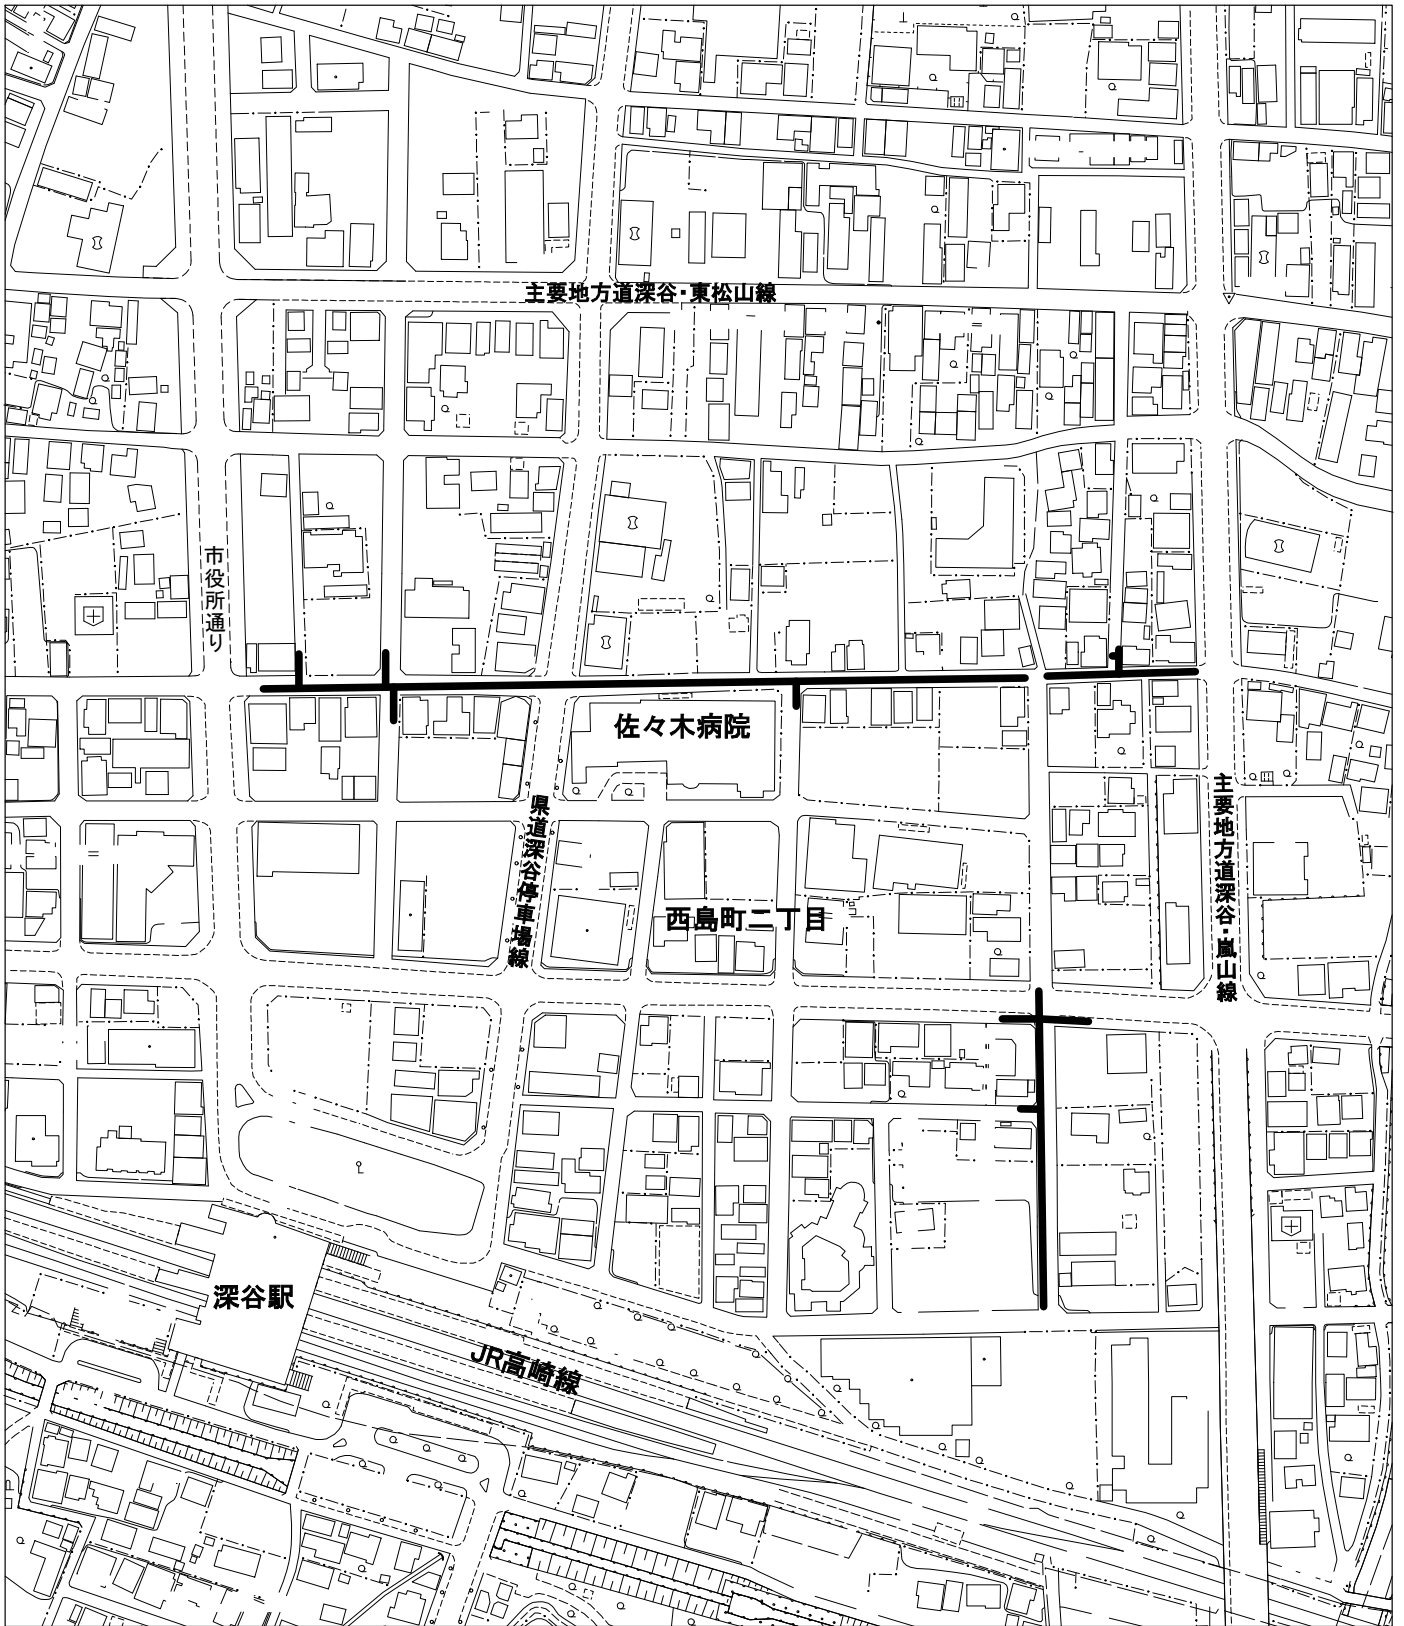 主要地方道深谷・東松山線
市役所通り
佐々木病院
県道深谷停車場線
主要地方道深谷・嵐山線
西島町二丁目
深谷駅
JR高崎線